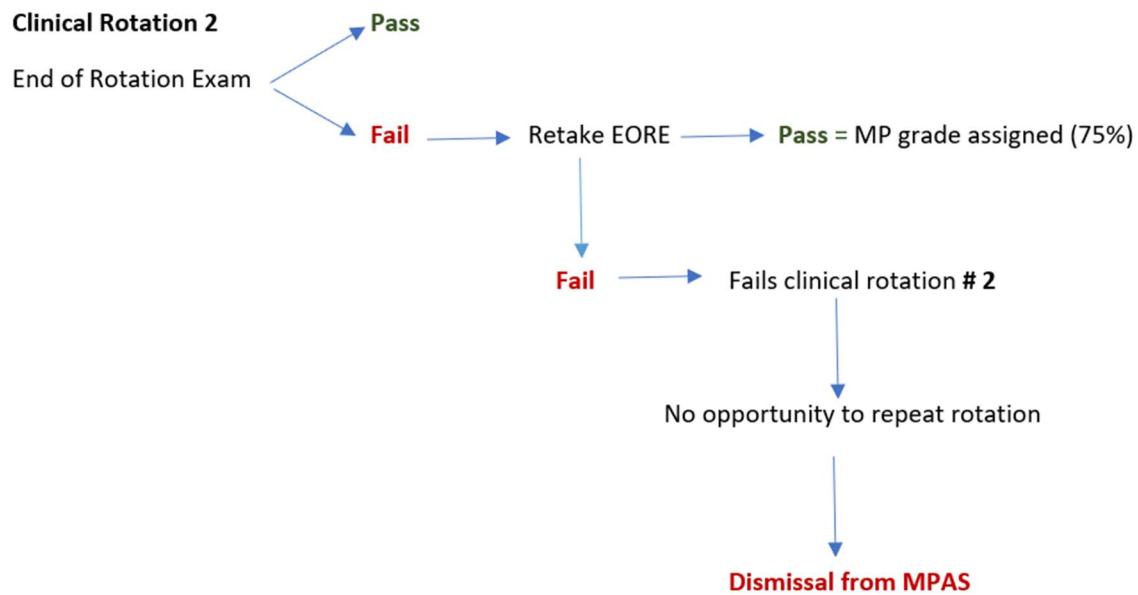 Clinical Rotation 2
Pass
End of Rotation Exam
Fail
Retake EORE
Pass = MP grade assigned (75%)
Fail
Fails clinical rotation # 2
No opportunity to repeat rotation
Dismissal from MPAS